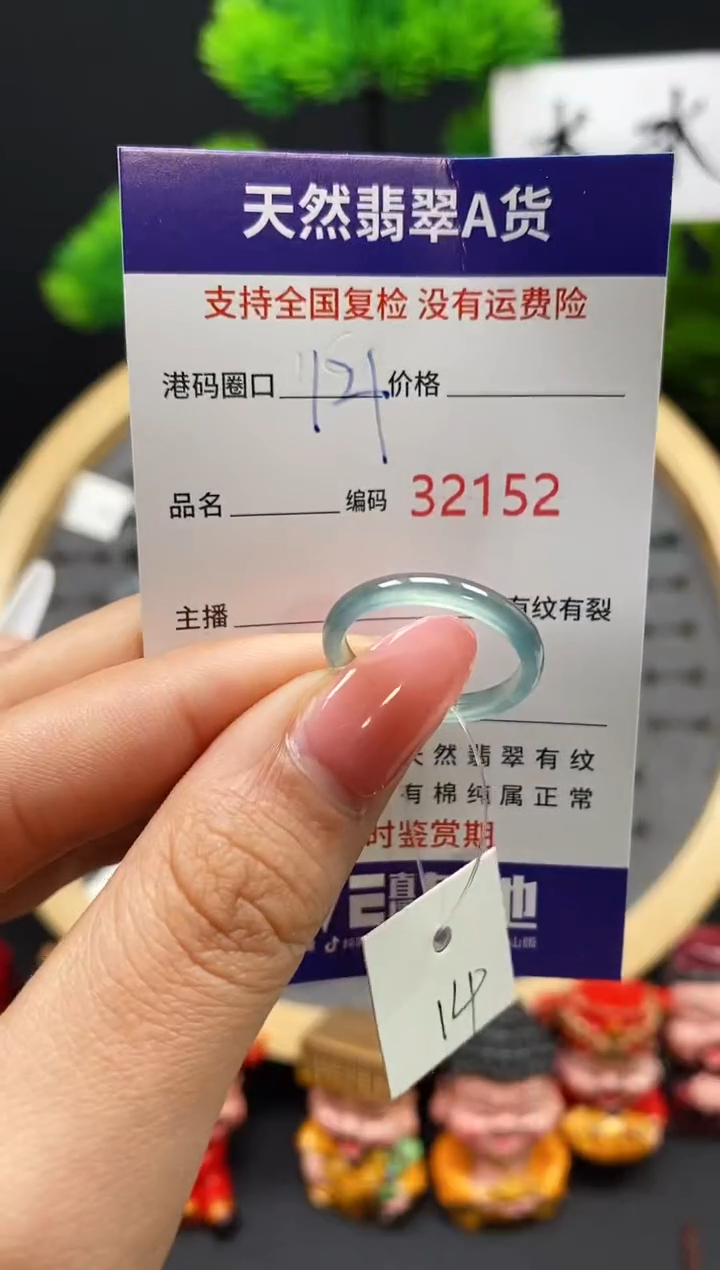 天然翡翠A货
支持全国复检 没有运费险
港码圈口 14 价格
品名 编码 32152
主播 有纹有裂
天然翡翠有纹
有棉纯属正常
时鉴赏期
14